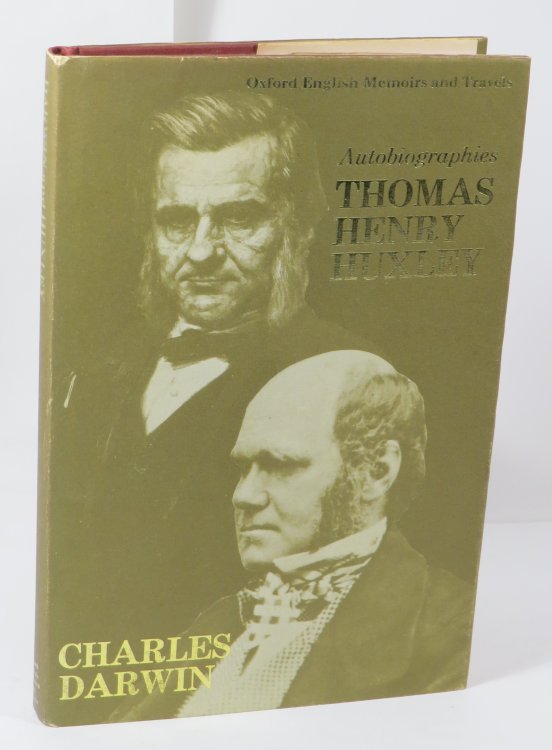 Oxford English Memoirs and Travels
Autobiographies
THOMAS
HENRY
HUXLEY
CHARLES
DARWIN